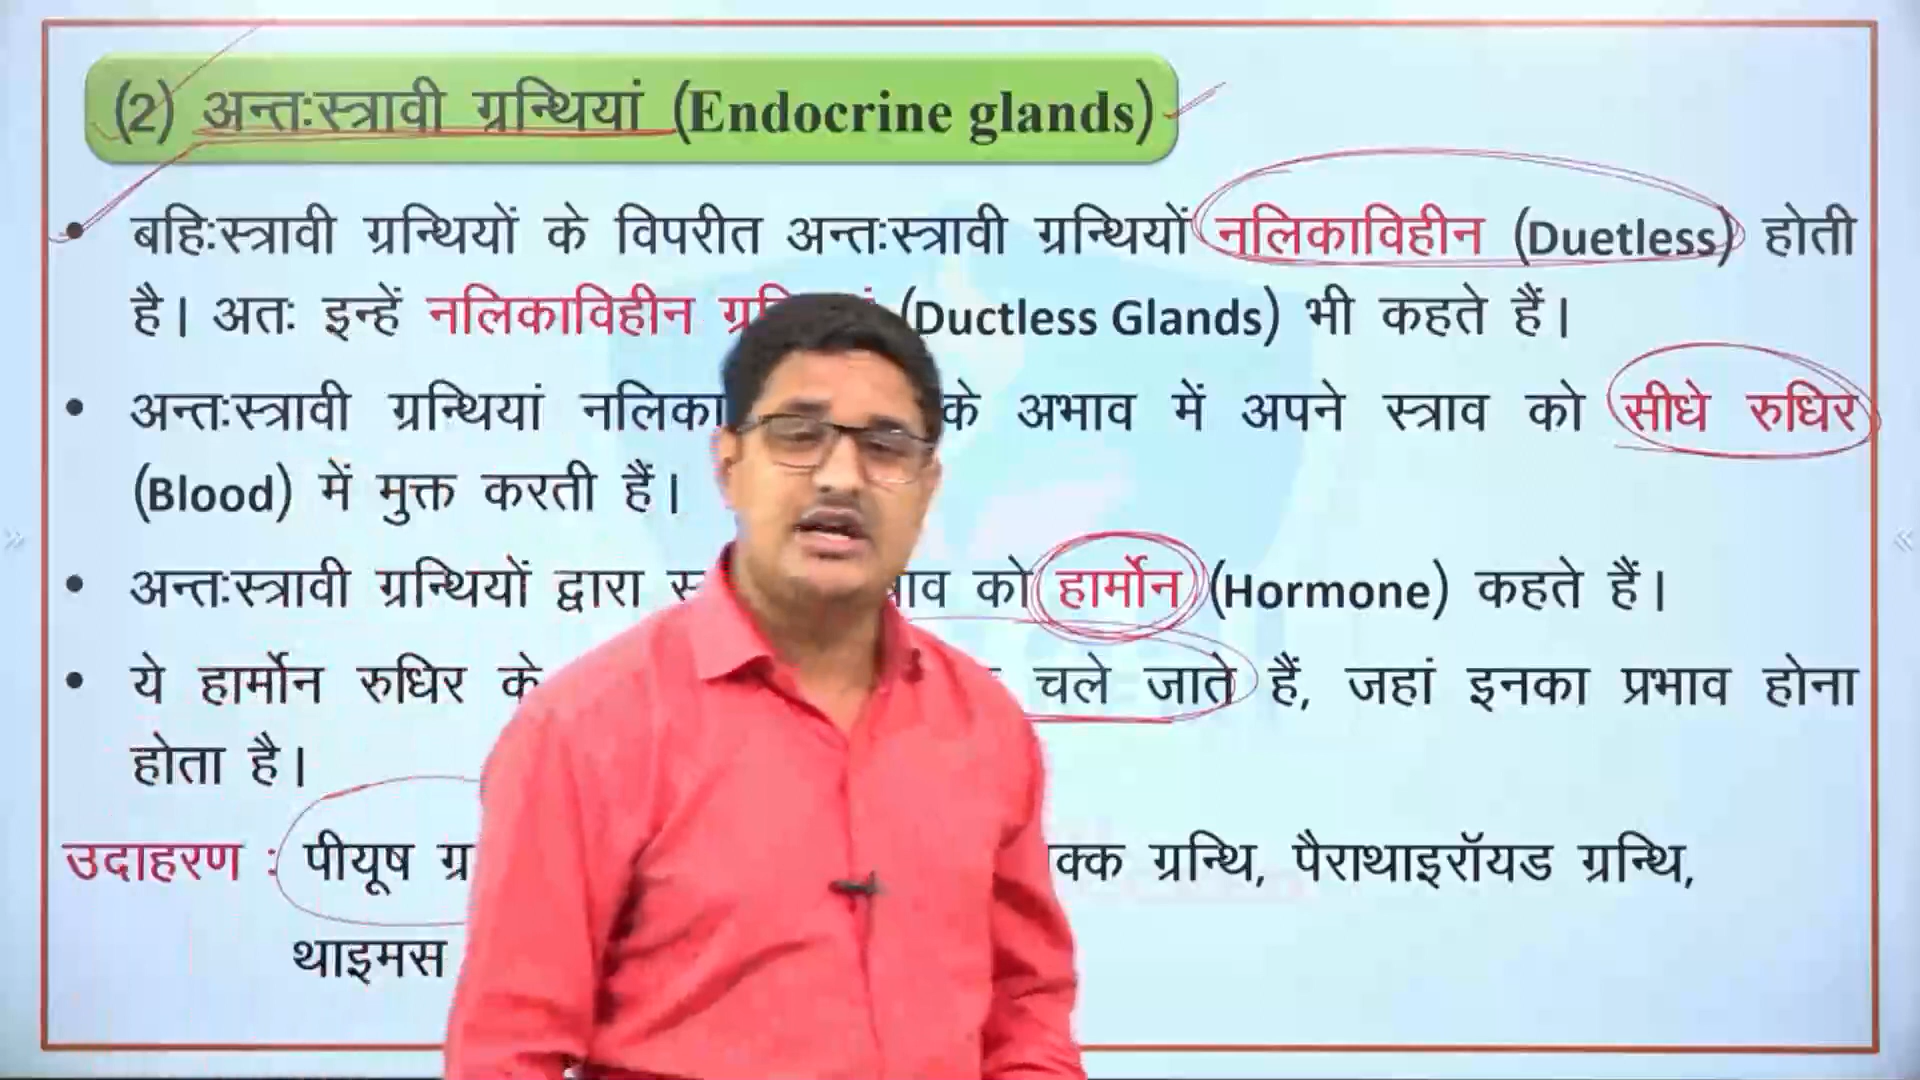 (2) अन्तःस्त्रावी ग्रन्थियां (Endocrine glands)
• बहिःस्त्रावी ग्रन्थियों के विपरीत अन्तःस्त्रावी ग्रन्थियों नलिकाविहीन (Duetless) होती
है। अतः इन्हें नलिकाविहीन (Ductless Glands) भी कहते हैं।
• अन्तःस्त्रावी ग्रन्थियां के अभाव में अपने स्त्राव को सीधे रुधिर
(Blood) में मुक्त करती हैं।
• अन्तःस्त्रावी ग्रन्थियों द्वारा को हार्मोन (Hormone) कहते हैं।
• ये हार्मोन रुधिर के चले जाते हैं, जहां इनका प्रभाव होना
होता है।
उदाहरण : पीयूष ग्रन्थि, पैराथाइरॉयड ग्रन्थि,
थाइमस